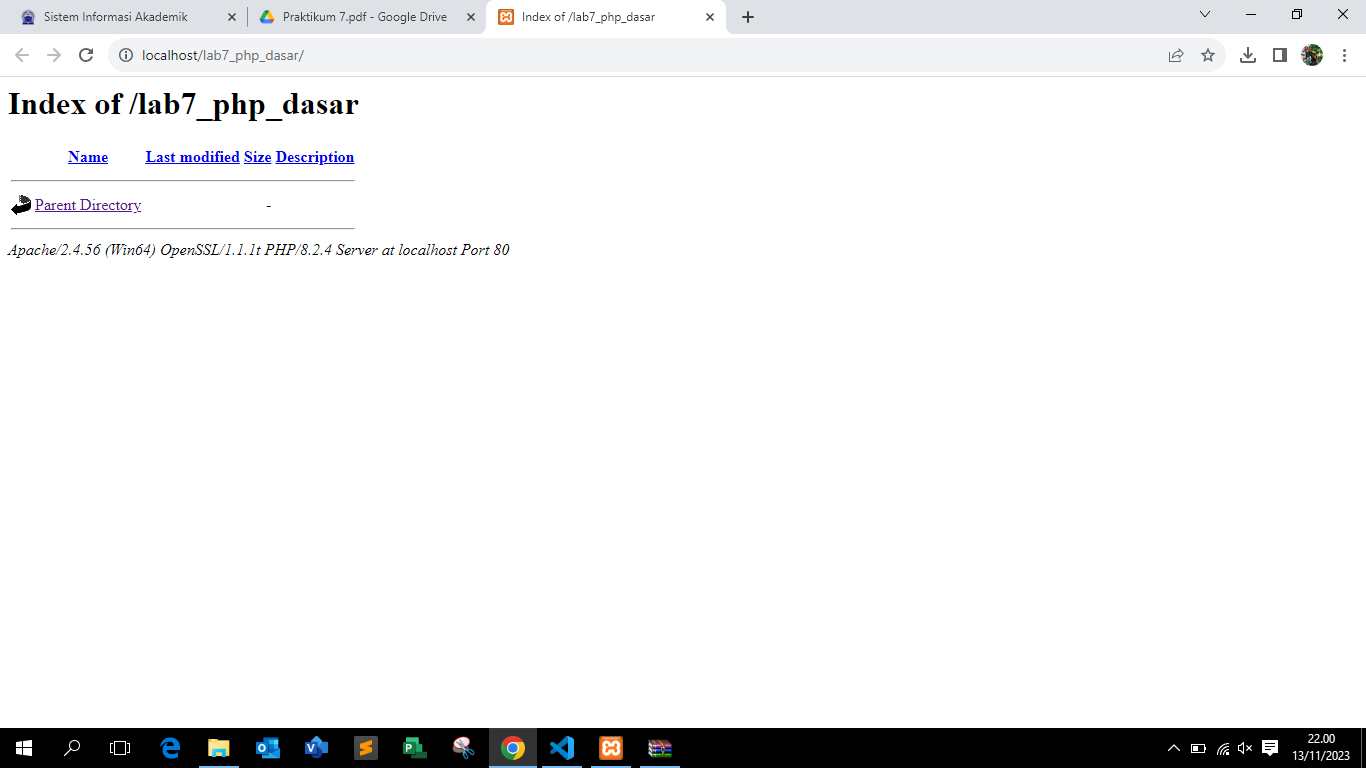 Sistem Informasi Akademik
Praktikum 7.pdf - Google Drive
Index of /lab7_php_dasar
localhost/lab7_php_dasar/
Index of /lab7_php_dasar
Name Last modified Size Description
Parent Directory -
Apache/2.4.56 (Win64) OpenSSL/1.1.1t PHP/8.2.4 Server at localhost Port 80
22.00
13/11/2023